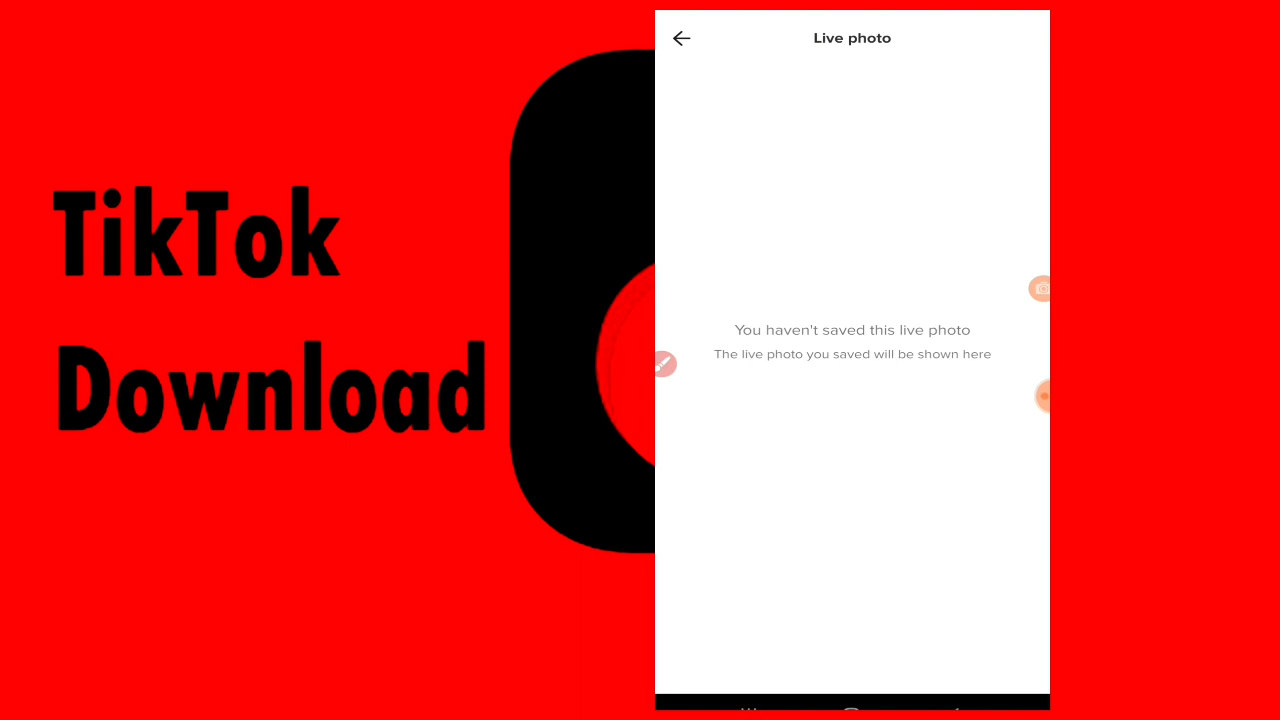 TikTok
Download
Live photo
You haven't saved this live photo
The live photo you saved will be shown here